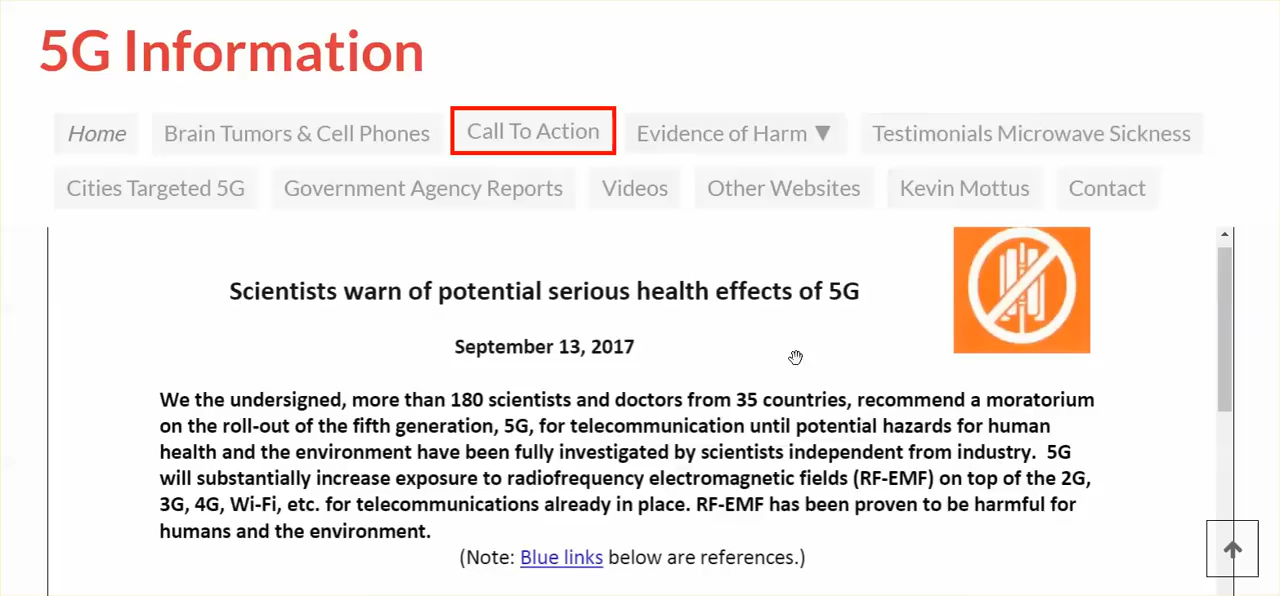 5G Information
Home Brain Tumors & Cell Phones Call To Action Evidence of Harm ▼ Testimonials Microwave Sickness
Cities Targeted 5G Government Agency Reports Videos Other Websites Kevin Mottus Contact
Scientists warn of potential serious health effects of 5G
September 13, 2017
We the undersigned, more than 180 scientists and doctors from 35 countries, recommend a moratorium
on the roll-out of the fifth generation, 5G, for telecommunication until potential hazards for human
health and the environment have been fully investigated by scientists independent from industry. 5G
will substantially increase exposure to radiofrequency electromagnetic fields (RF-EMF) on top of the 2G,
3G, 4G, Wi-Fi, etc. for telecommunications already in place. RF-EMF has been proven to be harmful for
humans and the environment.
(Note: Blue links below are references.)